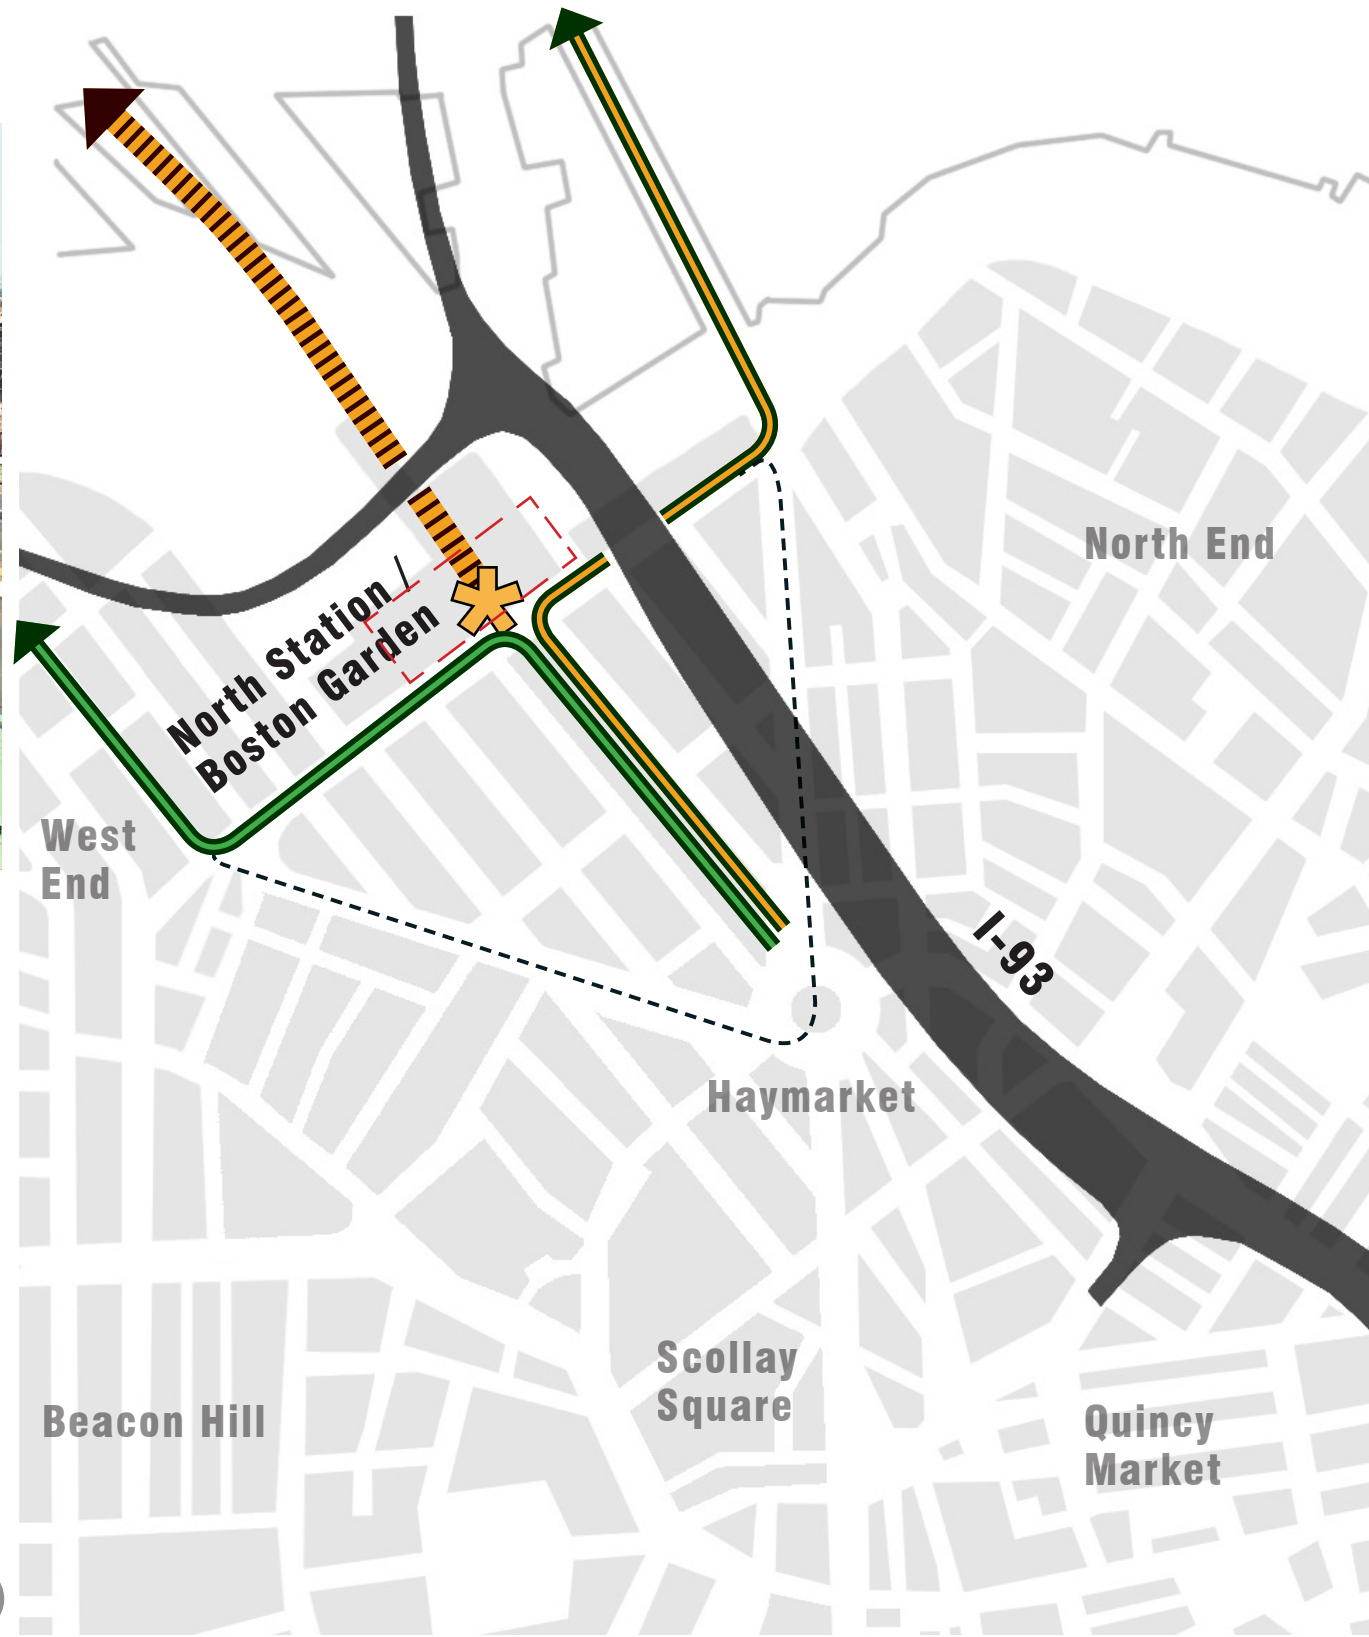 North End
North Station /
Boston Garden
West
End
I-93
Haymarket
Scollay
Square
Beacon Hill
Quincy
Market